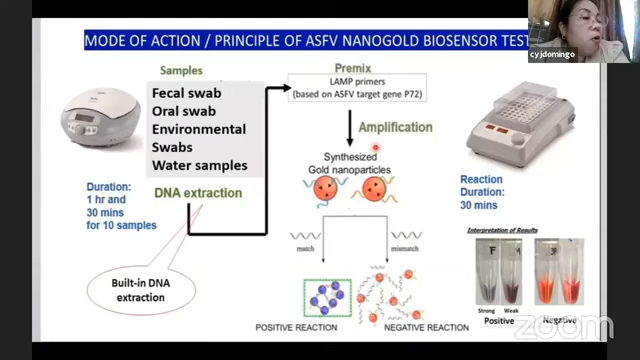 MODE OF ACTION / PRINCIPLE OF ASFV NANOGOLD BIOSENSOR TEST
cyjdomingo
Samples
Fecal swab
Oral swab
Environmental
Swabs
Water samples
DNA extraction
Duration:
1 hr and
30 mins
for 10 samples
Built-in DNA
extraction
Premix
LAMP primers
(based on ASFV target gene P72)
Amplification
Synthesized
Gold nanoparticles
match
mismatch
POSITIVE REACTION
NEGATIVE REACTION
Reaction
Duration:
30 mins
Interpretation of Results
Strong
Weak
Positive
Negative
zoom